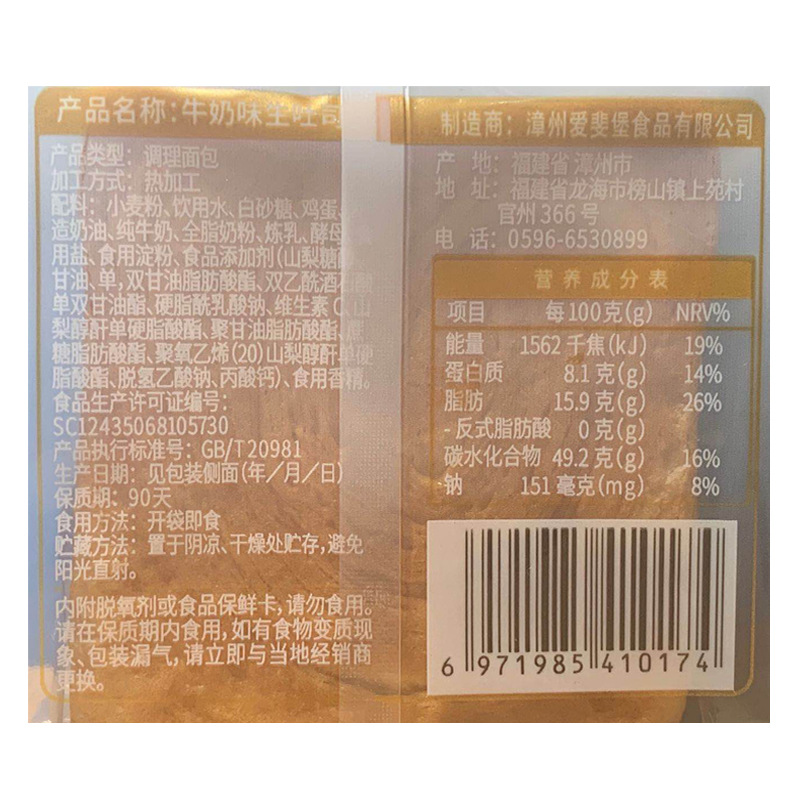 产品名称:牛奶味生吐司
产品类型: 调理面包
加工方式: 热加工
配料: 小麦粉、饮用水、白砂糖、鸡蛋、
造奶油、纯牛奶、全脂奶粉、炼乳、酵母、
用盐、食用淀粉、食品添加剂(山梨糖
甘油、单,双甘油脂肪酸酯、双乙酰酒石酸
单双甘油酯、硬脂酰乳酸钠、维生素C、山
梨醇酐单硬脂酸酯、聚甘油脂肪酸酯、蔗
糖脂肪酸酯、聚氧乙烯(20)山梨醇酐单硬
脂酸酯、脱氢乙酸钠、丙酸钙)、食用香精。
食品生产许可证编号:
SC12435068105730
产品执行标准号: GB/T20981
生产日期: 见包装侧面(年/月/日)
保质期: 90天
食用方法: 开袋即食
贮藏方法: 置于阴凉、干燥处贮存,避免
阳光直射。
内附脱氧剂或食品保鲜卡,请勿食用。
请在保质期内食用,如有食物变质现
象、包装漏气,请立即与当地经销商
更换。
制造商: 漳州爱斐堡食品有限公司
产 地: 福建省漳州市
地 址: 福建省龙海市榜山镇上苑村
官州 366 号
电 话: 0596-6530899
营养成分表
项目 每100克(g) NRV%
能量 1562 千焦(kJ) 19%
蛋白质 8.1 克(g) 14%
脂肪 15.9 克(g) 26%
- 反式脂肪酸 0 克(g)
碳水化合物 49.2 克(g) 16%
钠 151 毫克(mg) 8%
6 971985 410174